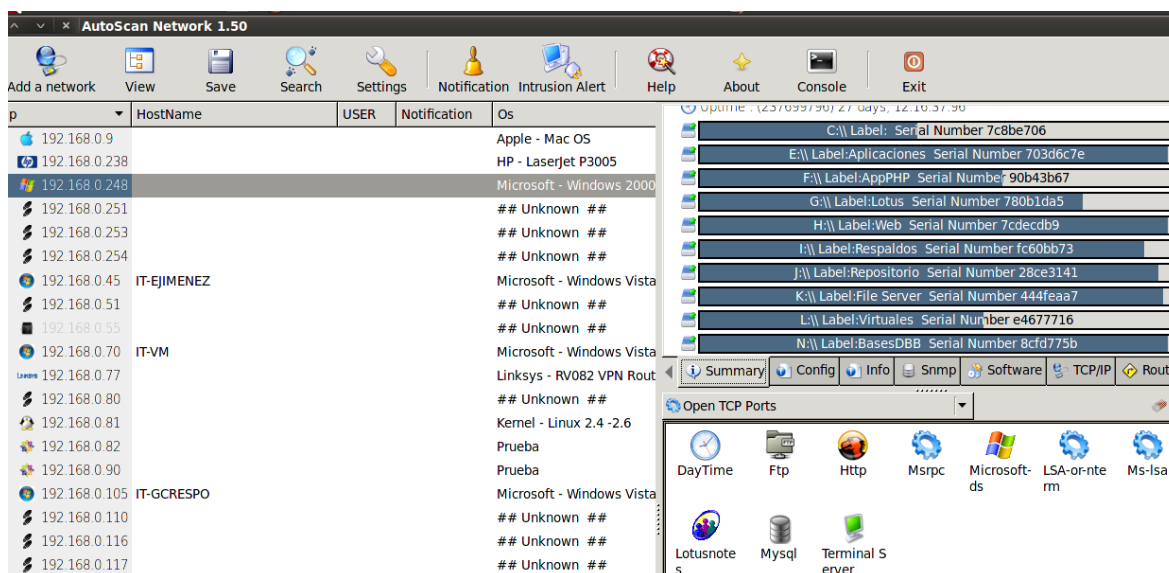 AutoScan Network 1.50
Add a network View Save Search Settings Notification Intrusion Alert Help About Console Exit
p HostName USER Notification Os
192.168.0.9 Apple - Mac OS
192.168.0.238 HP - LaserJet P3005
192.168.0.248 Microsoft - Windows 2000
192.168.0.251 ## Unknown ##
192.168.0.253 ## Unknown ##
192.168.0.254 ## Unknown ##
192.168.0.45 IT-EJIMENEZ Microsoft - Windows Vista
192.168.0.51 ## Unknown ##
192.168.0.55 ## Unknown ##
192.168.0.70 IT-VM Microsoft - Windows Vista
Linksys 192.168.0.77 Linksys - RV082 VPN Rout
192.168.0.80 ## Unknown ##
192.168.0.81 Kernel - Linux 2.4 -2.6
192.168.0.82 Prueba
192.168.0.90 Prueba
192.168.0.105 IT-GCRESPO Microsoft - Windows Vista
192.168.0.110 ## Unknown ##
192.168.0.116 ## Unknown ##
192.168.0.117 ## Unknown ##
Uptime : (237699796) 27 days, 12:16:37.96
C:\\ Label: Serial Number 7c8be706
E:\\ Label:Aplicaciones Serial Number 703d6c7e
F:\\ Label:AppPHP Serial Number 90b43b67
G:\\ Label:Lotus Serial Number 780b1da5
H:\\ Label:Web Serial Number 7cdecdb9
I:\\ Label:Respaldos Serial Number fc60bb73
J:\\ Label:Repositorio Serial Number 28ce3141
K:\\ Label:File Server Serial Number 444feaa7
L:\\ Label:Virtuales Serial Number e4677716
N:\\ Label:BasesDBB Serial Number 8cfd775b
Summary Config Info Snmp Software TCP/IP Rout
Open TCP Ports
DayTime Ftp Http Msrpc Microsoft-ds LSA-or-nterm Ms-lsa
Lotusnotes Mysql Terminal Server